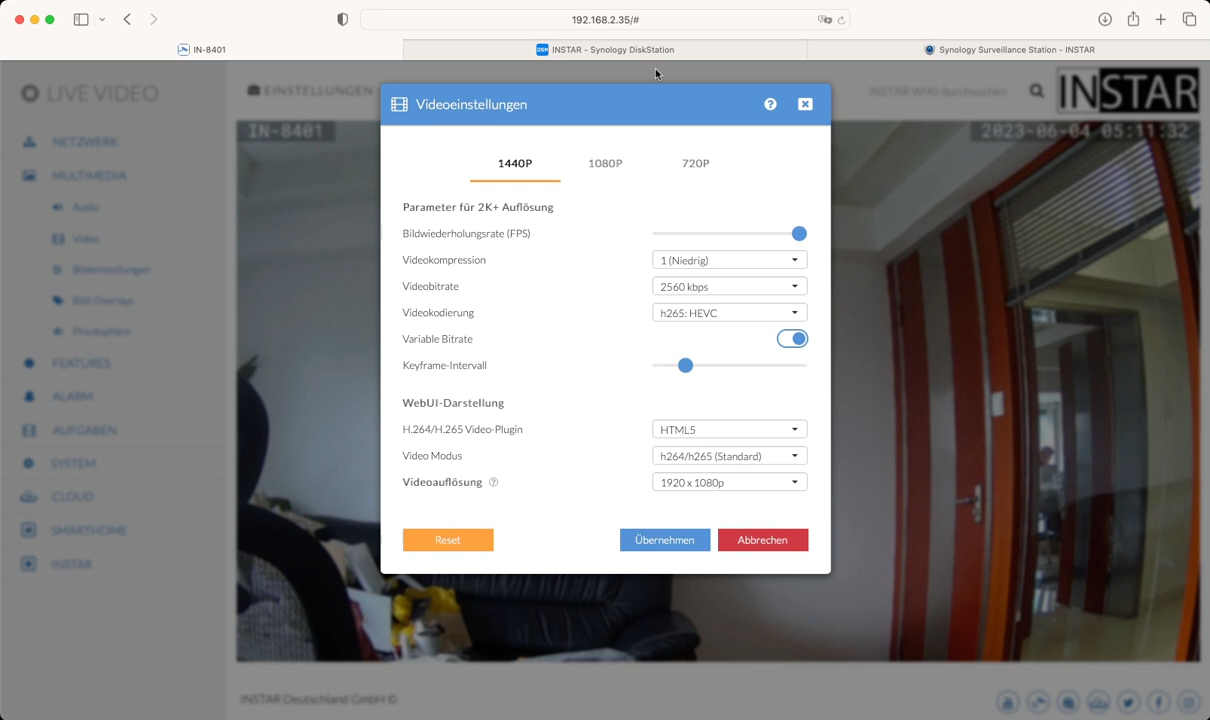 192.168.2.35/#
IN-8401
DSM INSTAR - Synology DiskStation
Synology Surveillance Station - INSTAR
LIVE VIDEO
EINSTELLUNGEN
INSTAR Wiki durchsuchen
INSTAR
NETZWERK
MULTIMEDIA
Audio
Video
Bildeinstellungen
Bild Overlays
Privatsphäre
FEATURES
ALARM
AUFGABEN
SYSTEM
CLOUD
SMARTHOME
INSTAR
IN-8401
2023-06-04 05:11:32
Videoeinstellungen
1440P 1080P 720P
Parameter für 2K+ Auflösung
Bildwiederholungsrate (FPS)
Videokompression 1 (Niedrig)
Videobitrate 2560 kbps
Videokodierung h265: HEVC
Variable Bitrate
Keyframe-Intervall
WebUI-Darstellung
H.264/H.265 Video-Plugin HTML5
Video Modus h264/h265 (Standard)
Videoauflösung 1920 x 1080p
Reset Übernehmen Abbrechen
INSTAR Deutschland GmbH ©